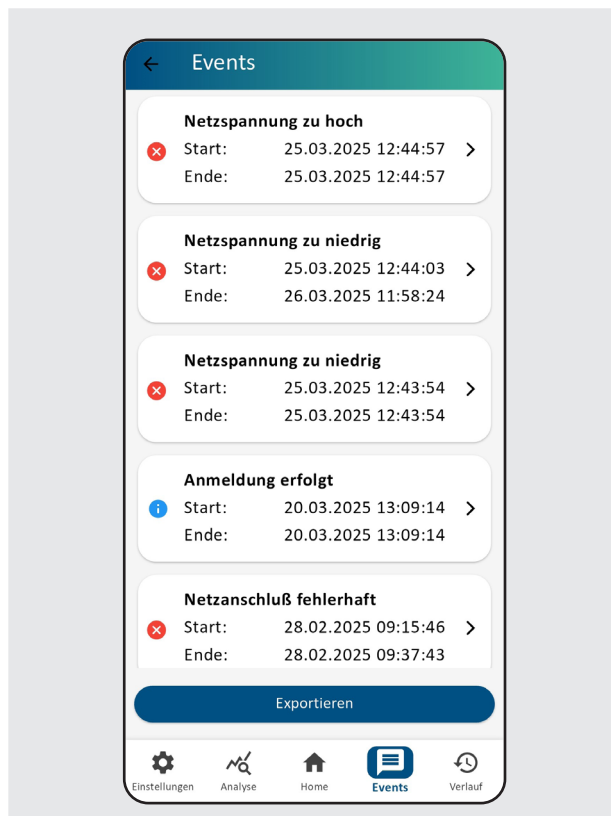 Events
Netzspannung zu hoch
Start: 25.03.2025 12:44:57
Ende: 25.03.2025 12:44:57
Netzspannung zu niedrig
Start: 25.03.2025 12:44:03
Ende: 26.03.2025 11:58:24
Netzspannung zu niedrig
Start: 25.03.2025 12:43:54
Ende: 25.03.2025 12:43:54
Anmeldung erfolgt
Start: 20.03.2025 13:09:14
Ende: 20.03.2025 13:09:14
Netzanschluß fehlerhaft
Start: 28.02.2025 09:15:46
Ende: 28.02.2025 09:37:43
Exportieren
Einstellungen Analyse Home Events Verlauf